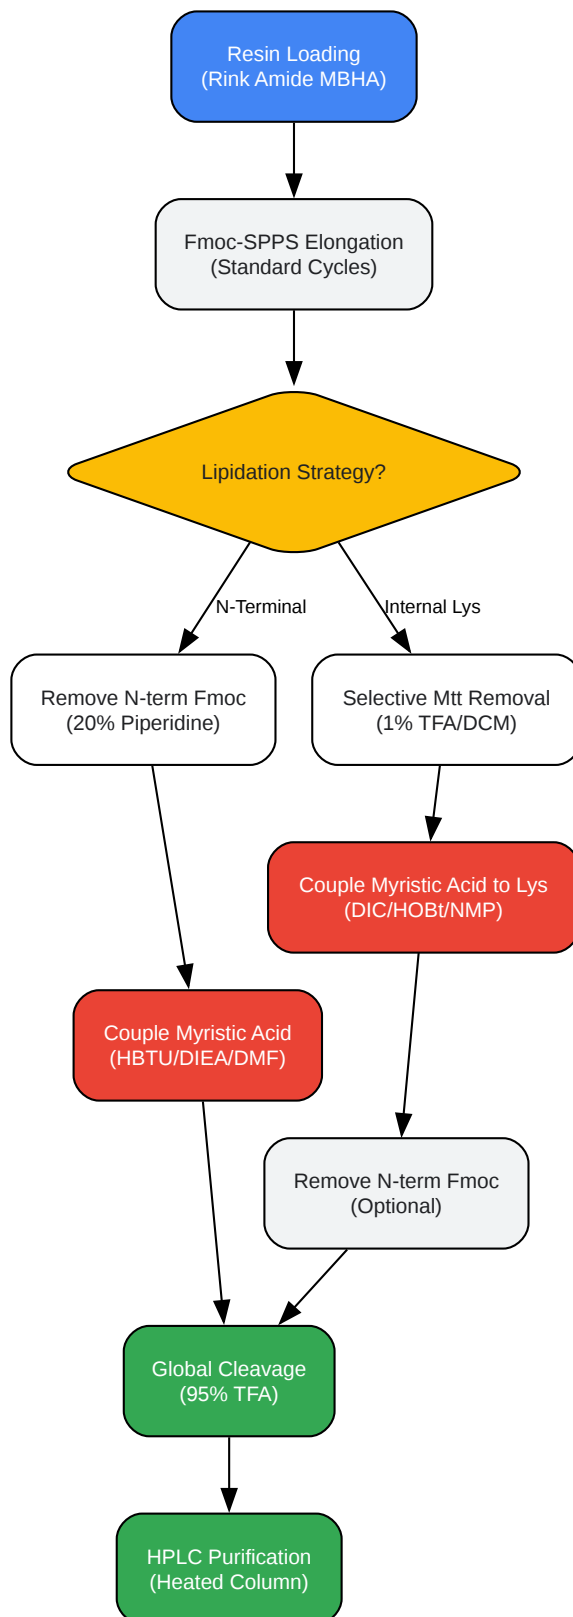 Resin Loading
(Rink Amide MBHA)
Fmoc-SPPS Elongation
(Standard Cycles)
Lipidation Strategy?
N-Terminal
Internal Lys
Remove N-term Fmoc
(20% Piperidine)
Selective Mtt Removal
(1% TFA/DCM)
Couple Myristic Acid to Lys
(DIC/HOBt/NMP)
Couple Myristic Acid
(HBTU/DIEA/DMF)
Remove N-term Fmoc
(Optional)
Global Cleavage
(95% TFA)
HPLC Purification
(Heated Column)